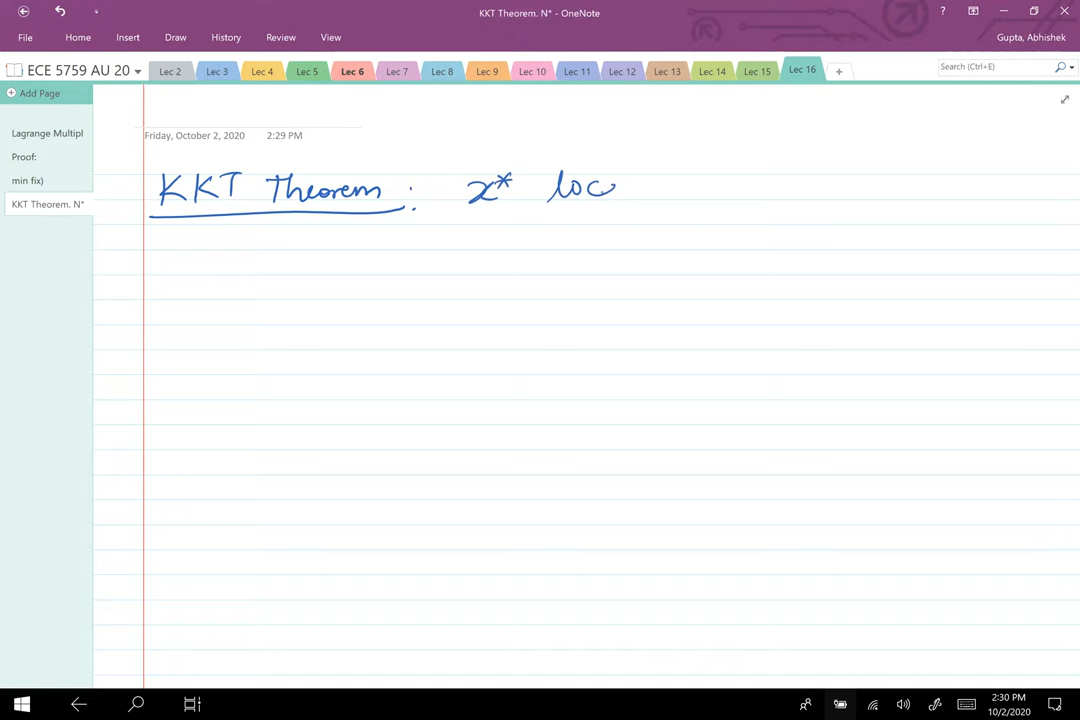 KKT Theorem. N* - OneNote
Gupta, Abhishek
File Home Insert Draw History Review View
ECE 5759 AU 20
Lec 2 Lec 3 Lec 4 Lec 5 Lec 6 Lec 7 Lec 8 Lec 9 Lec 10 Lec 11 Lec 12 Lec 13 Lec 14 Lec 15 Lec 16
Search (Ctrl+E)
Add Page
Lagrange Multipl
Proof:
min f(x)
KKT Theorem. N*
Friday, October 2, 2020 2:29 PM
KKT Theorem: x* loc
2:30 PM
10/2/2020